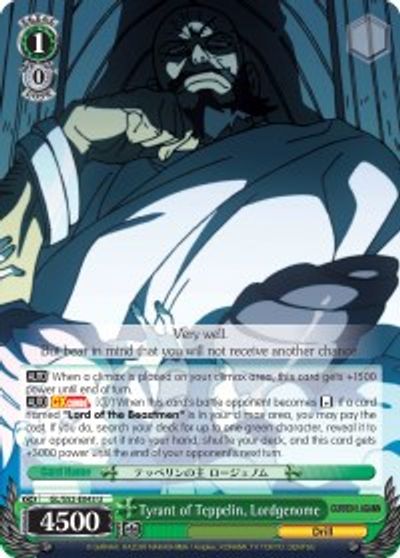 1
0
Very well.
But bear in mind that you will not receive another chance.
AUTO When a climax is placed on your climax area, this card gets +1500
power until end of turn.
AUTO [(1)] When this card's battle opponent becomes, if a card
named "Lord of the Beastmen" is in your climax area, you may pay the
cost. If you do, search your deck for up to one green character, reveal it to
your opponent, put it into your hand, shuffle your deck, and this card gets
+3000 power until end of your opponent's next turn.
Card Name
テッペリンの主 ロージェノム
4500
Tyrant of Teppelin, Lordgenome
Drill